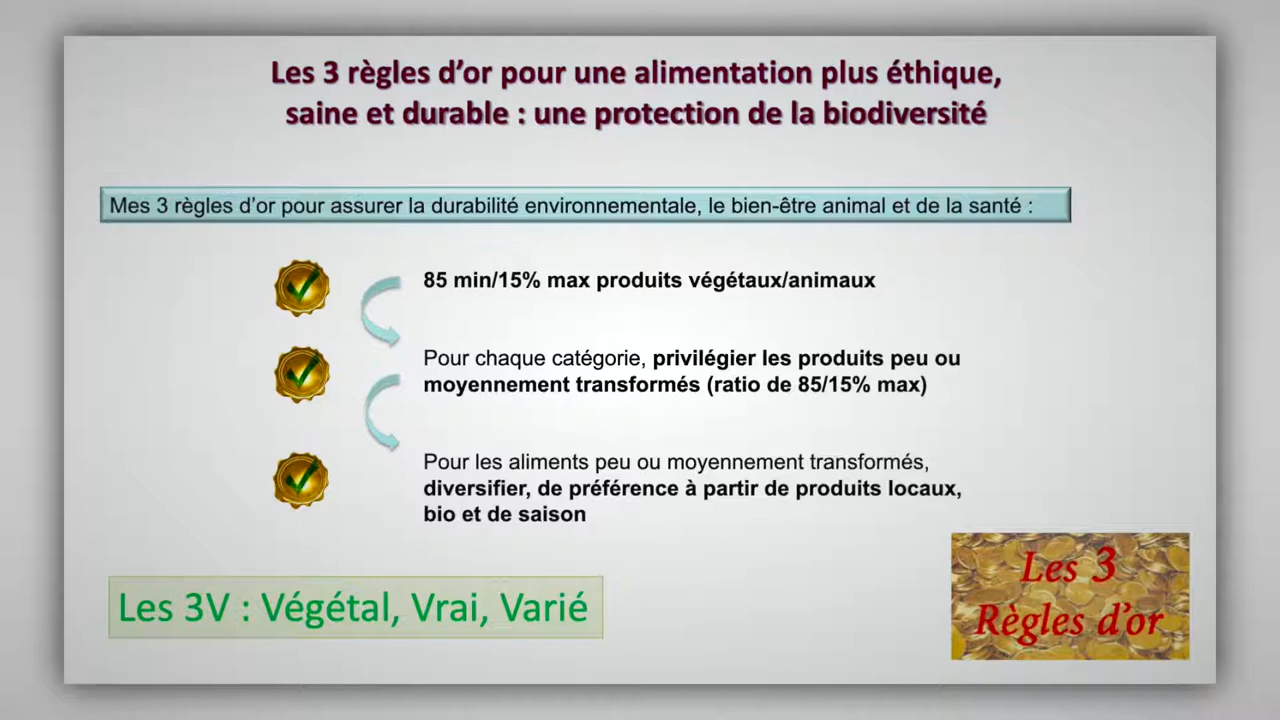 Les 3 règles d’or pour une alimentation plus éthique,
saine et durable : une protection de la biodiversité
Mes 3 règles d’or pour assurer la durabilité environnementale, le bien-être animal et de la santé :
85 min/15% max produits végétaux/animaux
Pour chaque catégorie, privilégier les produits peu ou
moyennement transformés (ratio de 85/15% max)
Pour les aliments peu ou moyennement transformés,
diversifier, de préférence à partir de produits locaux,
bio et de saison
Les 3V : Végétal, Vrai, Varié
Les 3
Règles d’or